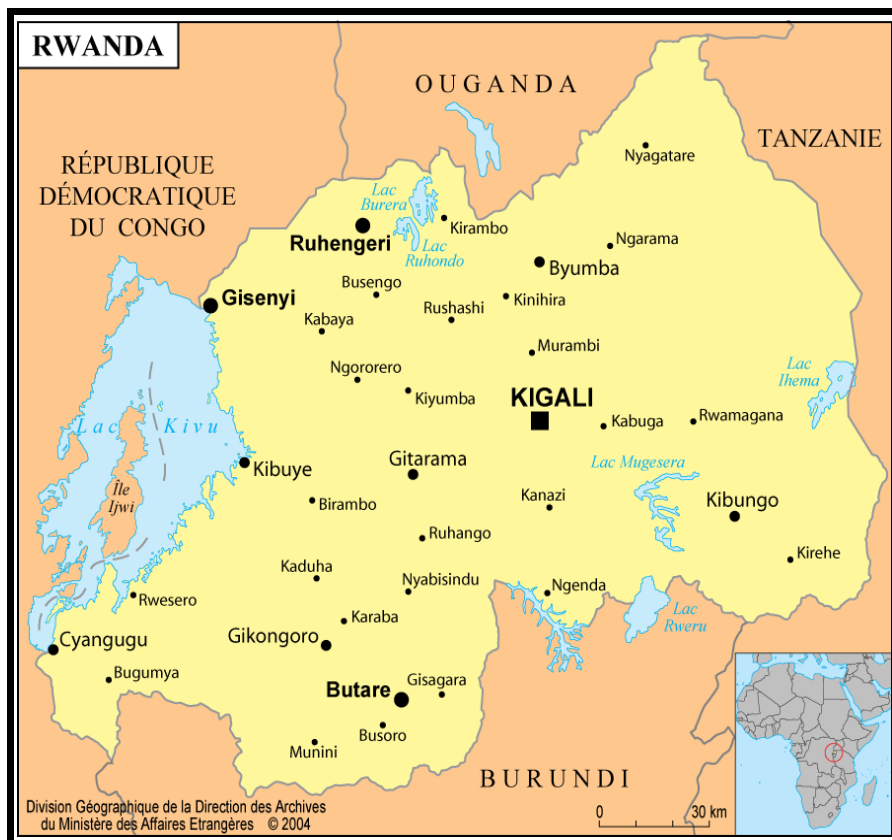 RWANDA
OUGANDA
TANZANIE
RÉPUBLIQUE
DÉMOCRATIQUE
DU CONGO
Nyagatare
Lac
Burera
Kirambo
Ruhengeri
Lac
Ruhondo
Ngarama
Byumba
Busengo
Kinihira
Gisenyi
Rushashi
Kabaya
Murambi
Ngororero
Lac
Ihema
Kiyumba
KIGALI
Kabuga
Rwamagana
Lac Kivu
Gitarama
Lac Mugesera
Kibuye
Île
Ijwi
Birambo
Kanazi
Kibungo
Ruhango
Kirehe
Kaduha
Nyabisindu
Ngenda
Rwesero
Lac
Rweru
Karaba
Cyangugu
Gikongoro
Bugumya
Butare
Gisagara
Busoro
Munini
BURUNDI
Division Géographique de la Direction des Archives
du Ministère des Affaires Etrangères © 2004
0 30 km